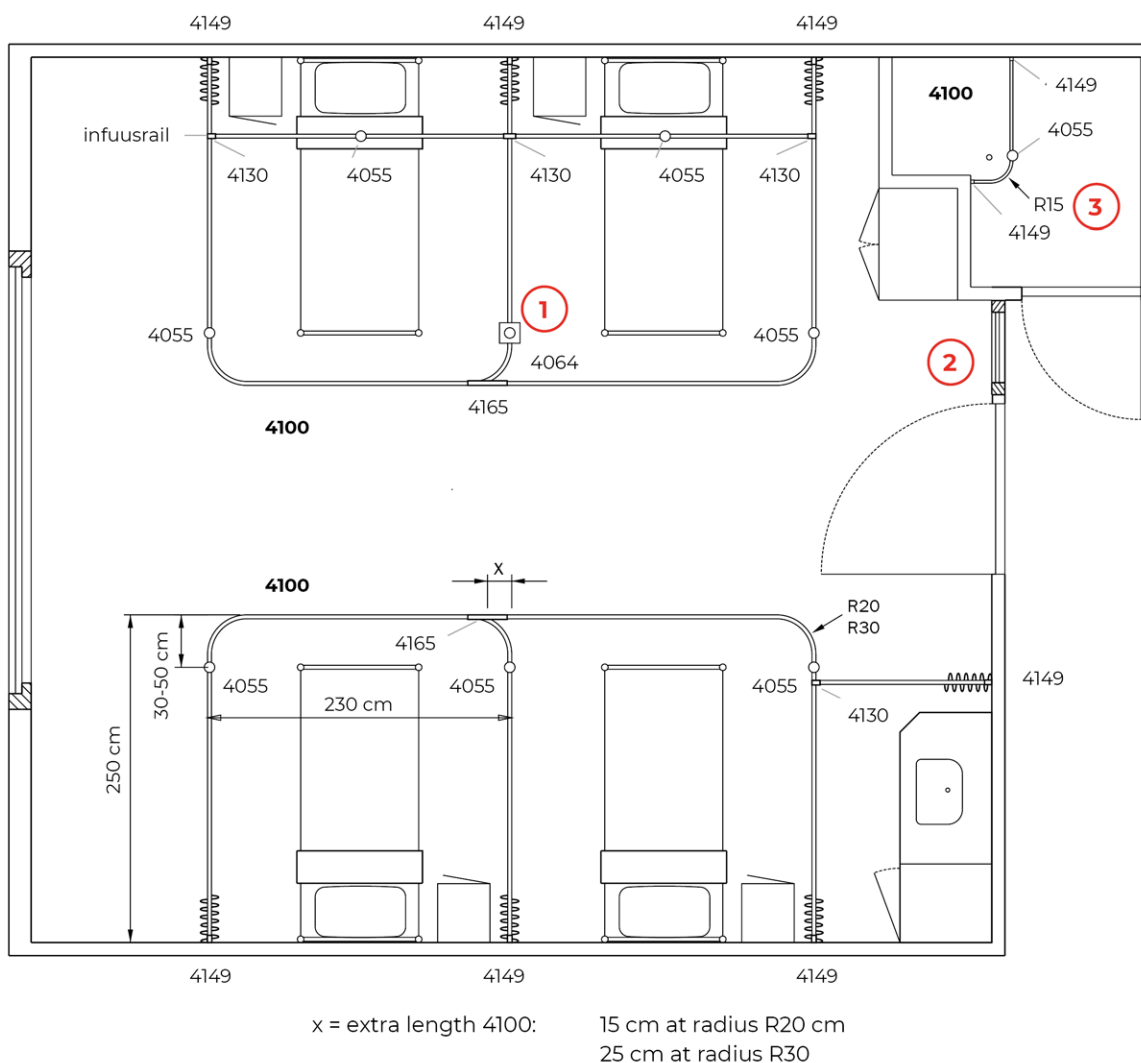 4149 4149 4149
4100
4149
4055
infuusrail
4130 4055 4130 4055 4130
R15
3
4149
1
4055
4055
4064
2
4165
4100
4100
X
R20
R30
4165
30-50 cm
4055 4055 4055
4149
230 cm
4130
250 cm
4149 4149 4149
x = extra length 4100: 15 cm at radius R20 cm
25 cm at radius R30